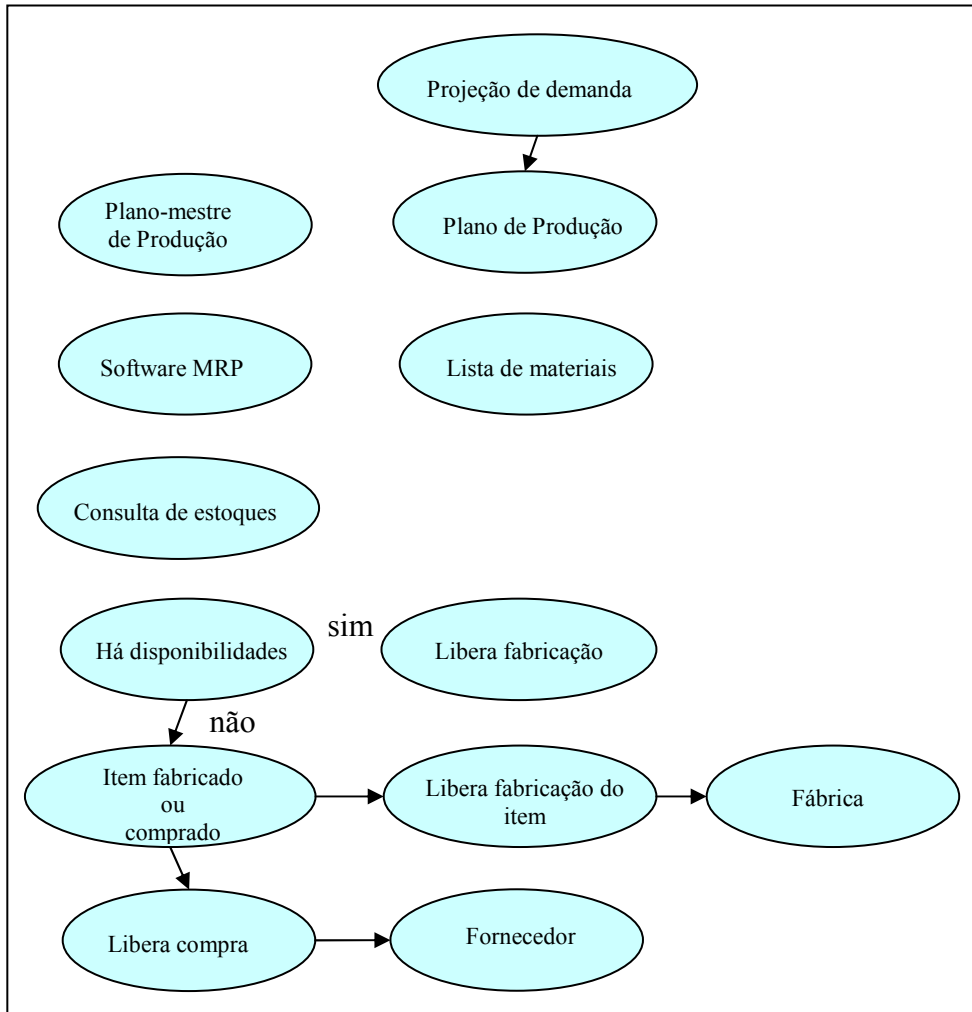 Projeção de demanda
Plano-mestre
de Produção
Plano de Produção
Software MRP
Lista de materiais
Consulta de estoques
Há disponibilidades
sim
Libera fabricação
não
Item fabricado
ou
comprado
Libera fabricação do
item
Fábrica
Libera compra
Fornecedor